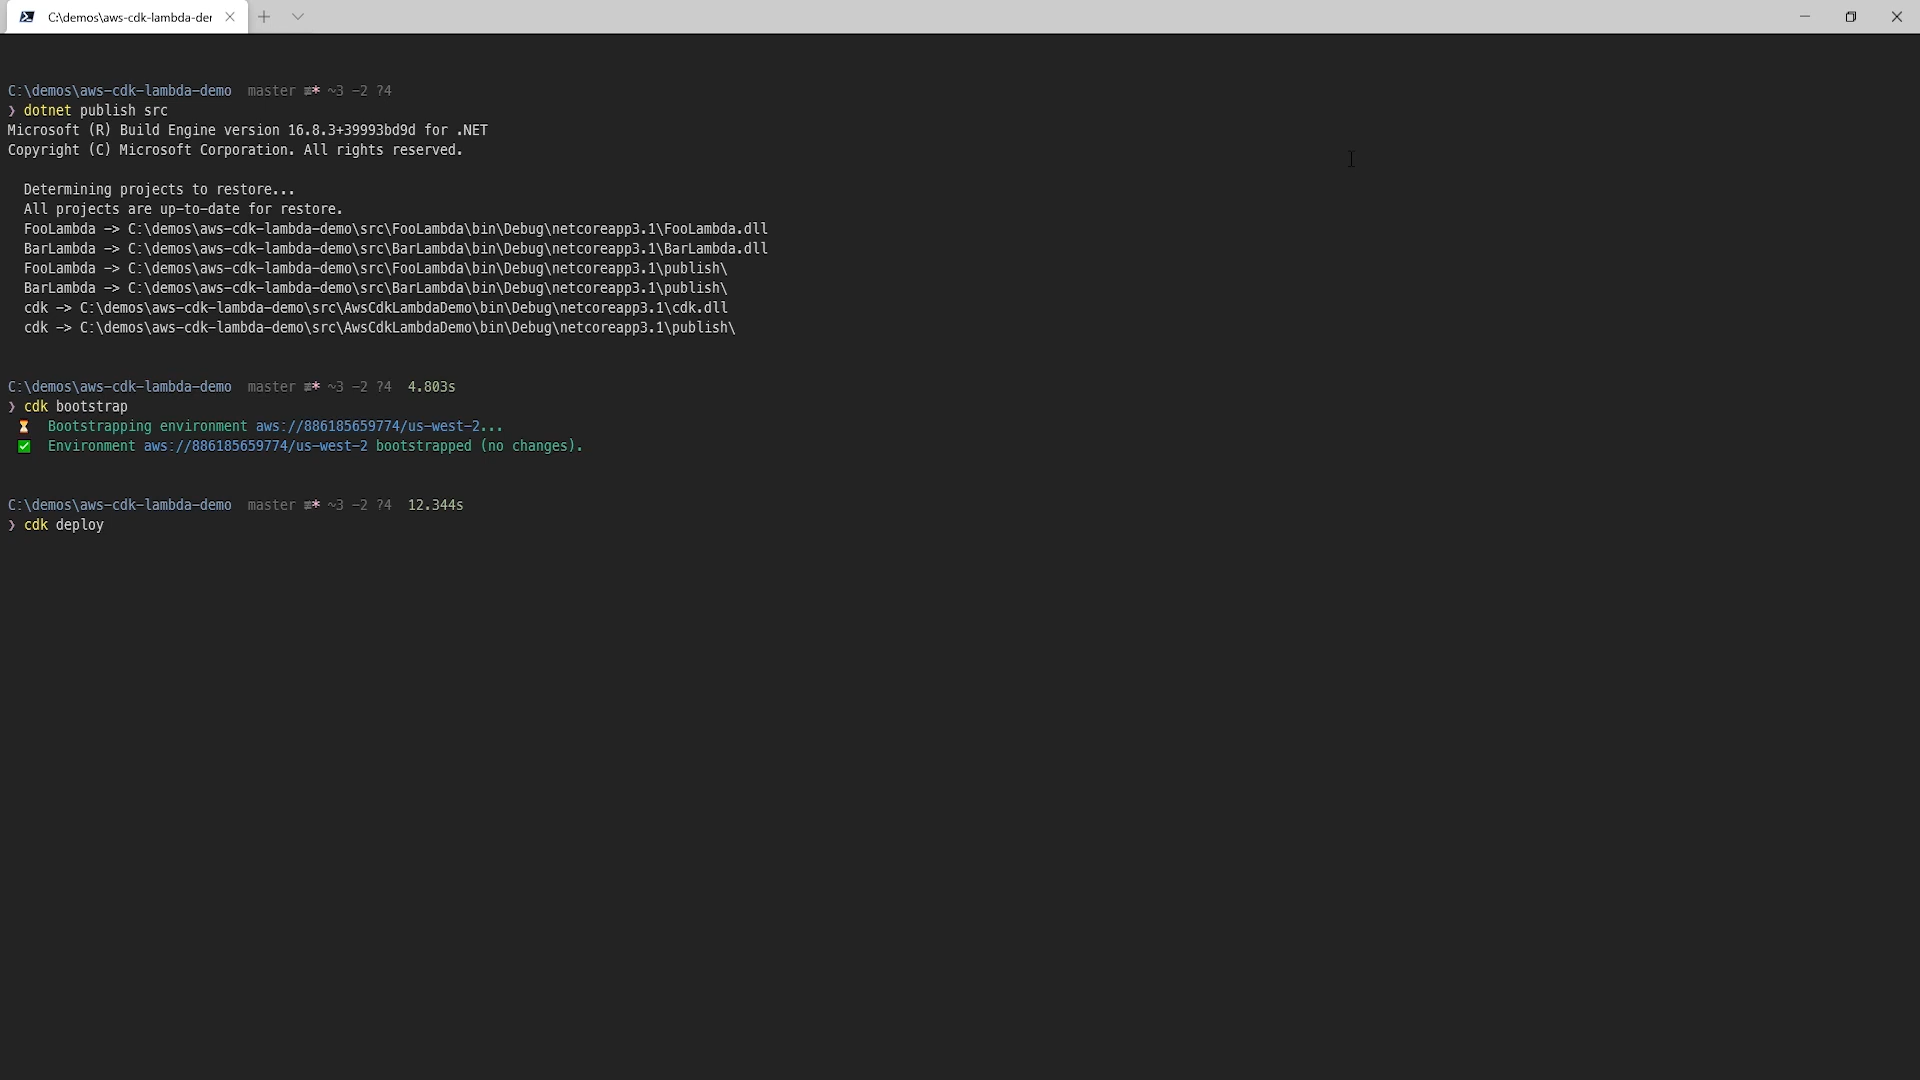 C:\demos\aws-cdk-lambda-der
C:\demos\aws-cdk-lambda-demo  master ≢* ~3 -2 ?4
❯ dotnet publish src
Microsoft (R) Build Engine version 16.8.3+39993bd9d for .NET
Copyright (C) Microsoft Corporation. All rights reserved.
Determining projects to restore...
All projects are up-to-date for restore.
FooLambda -> C:\demos\aws-cdk-lambda-demo\src\FooLambda\bin\Debug\netcoreapp3.1\FooLambda.dll
BarLambda -> C:\demos\aws-cdk-lambda-demo\src\BarLambda\bin\Debug\netcoreapp3.1\BarLambda.dll
FooLambda -> C:\demos\aws-cdk-lambda-demo\src\FooLambda\bin\Debug\netcoreapp3.1\publish\
BarLambda -> C:\demos\aws-cdk-lambda-demo\src\BarLambda\bin\Debug\netcoreapp3.1\publish\
cdk -> C:\demos\aws-cdk-lambda-demo\src\AwsCdkLambdaDemo\bin\Debug\netcoreapp3.1\cdk.dll
cdk -> C:\demos\aws-cdk-lambda-demo\src\AwsCdkLambdaDemo\bin\Debug\netcoreapp3.1\publish\
C:\demos\aws-cdk-lambda-demo  master ≢* ~3 -2 ?4  4.803s
❯ cdk bootstrap
⏳ Bootstrapping environment aws://886185659774/us-west-2...
✅ Environment aws://886185659774/us-west-2 bootstrapped (no changes).
C:\demos\aws-cdk-lambda-demo  master ≢* ~3 -2 ?4  12.344s
❯ cdk deploy